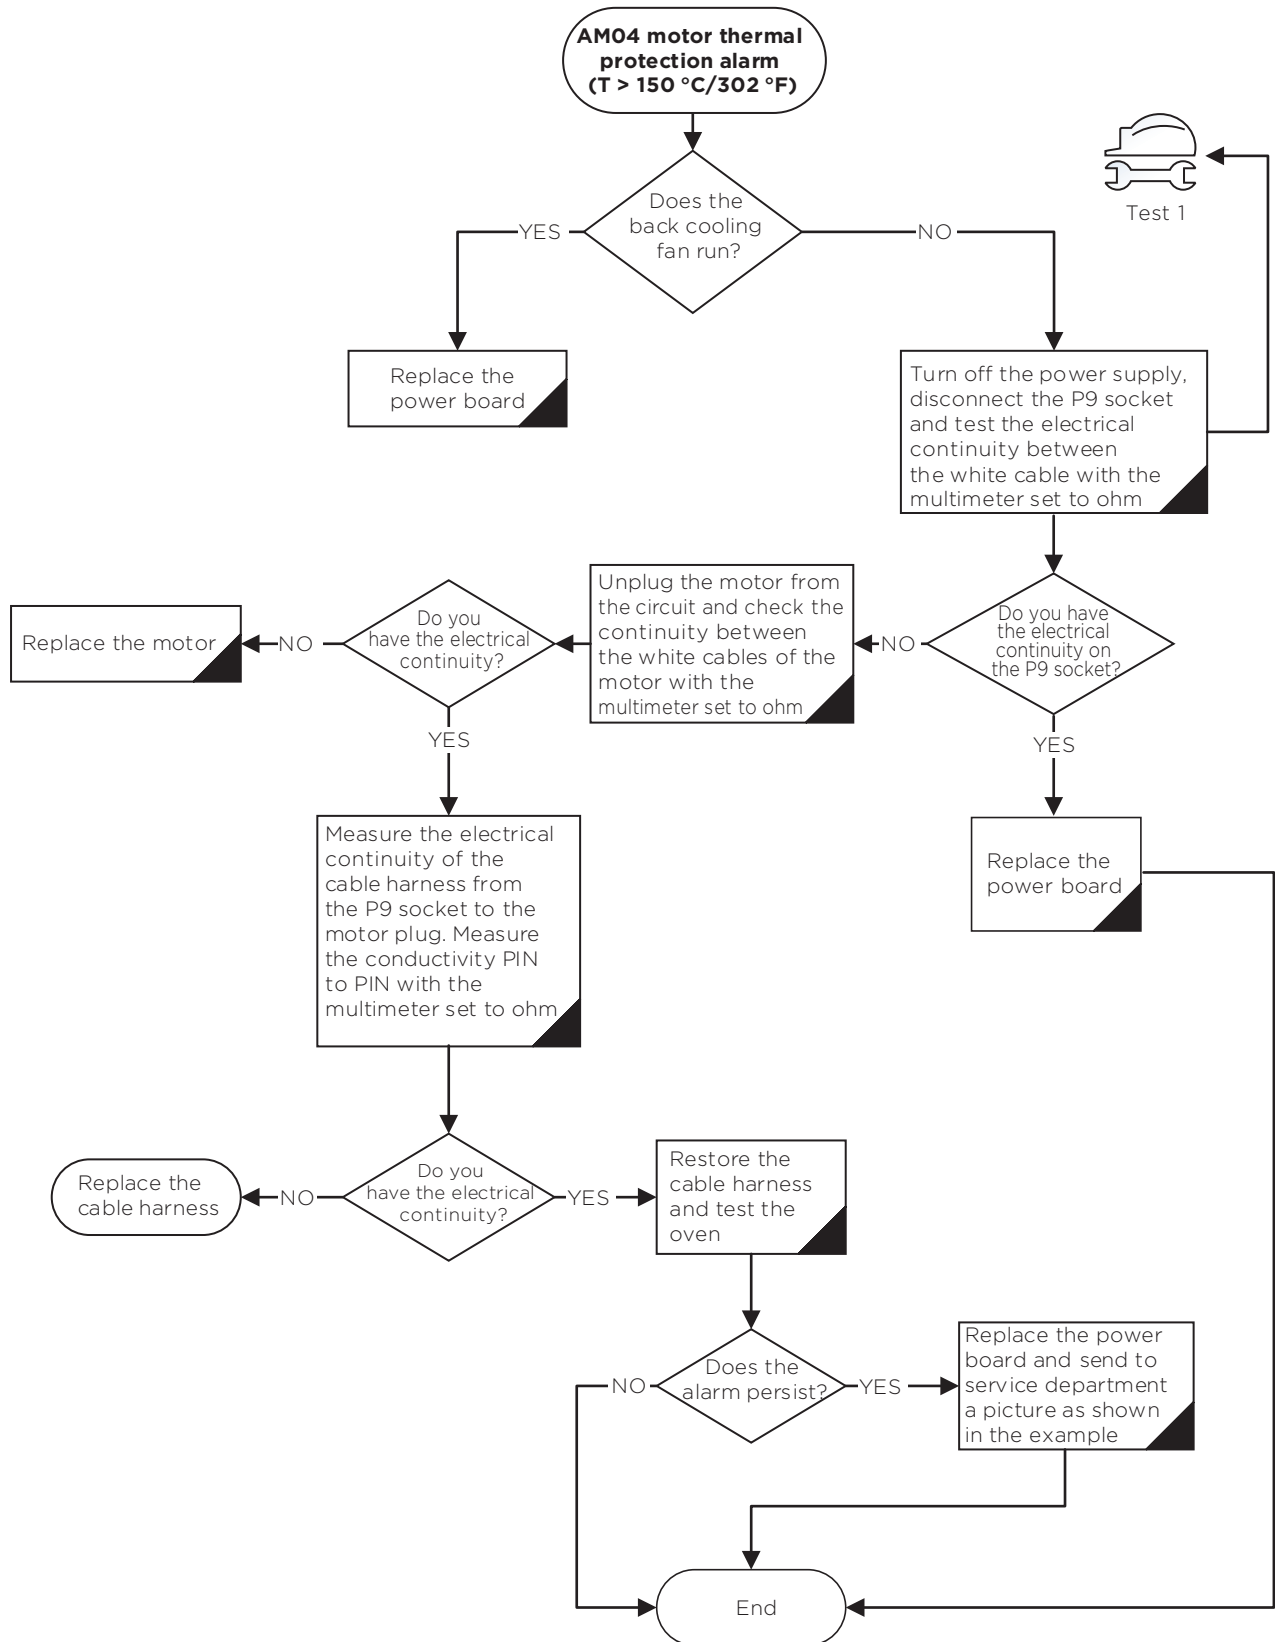 AM04 motor thermal
protection alarm
(T > 150 °C/302 °F)
Does the
back cooling
fan run?
YES
NO
Test 1
Replace the
power board
Turn off the power supply,
disconnect the P9 socket
and test the electrical
continuity between
the white cable with the
multimeter set to ohm
Do you have
the electrical
continuity on
the P9 socket?
NO
YES
Unplug the motor from
the circuit and check the
continuity between
the white cables of the
motor with the
multimeter set to ohm
Do you
have the electrical
continuity?
NO
Replace the motor
YES
Replace the
power board
Measure the electrical
continuity of the
cable harness from
the P9 socket to the
motor plug. Measure
the conductivity PIN
to PIN with the
multimeter set to ohm
Do you
have the electrical
continuity?
NO
Replace the
cable harness
YES
Restore the
cable harness
and test the
oven
Does the
alarm persist?
NO
YES
Replace the power
board and send to
service department
a picture as shown
in the example
End